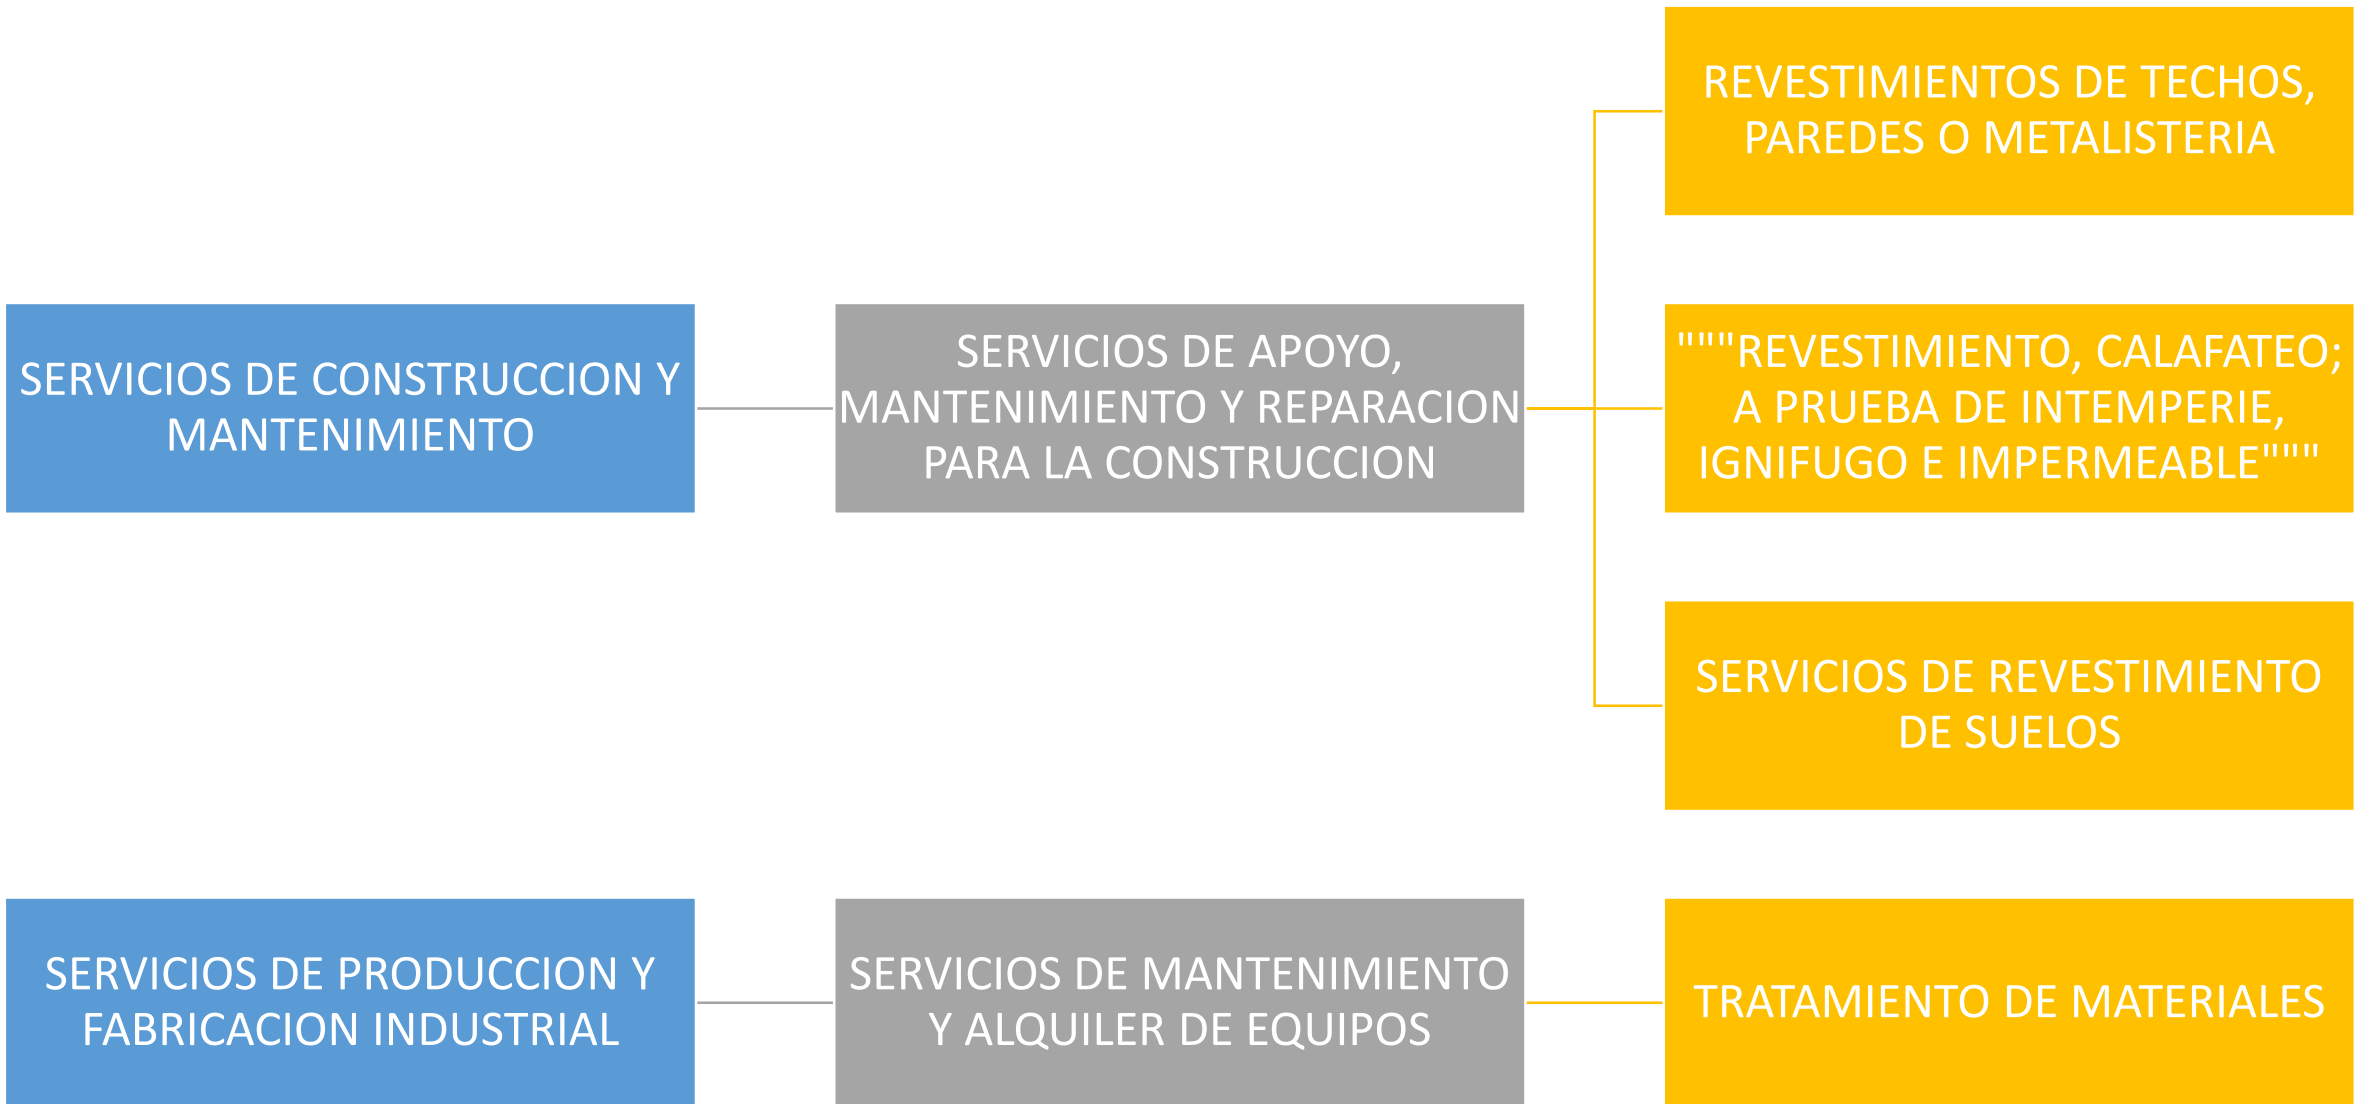 REVESTIMIENTOS DE TECHOS,
PAREDES O METALISTERIA
SERVICIOS DE CONSTRUCCION Y
MANTENIMIENTO
SERVICIOS DE APOYO,
MANTENIMIENTO Y REPARACION
PARA LA CONSTRUCCION
"""REVESTIMIENTO, CALAFATEO;
A PRUEBA DE INTEMPERIE,
IGNIFUGO E IMPERMEABLE"""
SERVICIOS DE REVESTIMIENTO
DE SUELOS
SERVICIOS DE PRODUCCION Y
FABRICACION INDUSTRIAL
SERVICIOS DE MANTENIMIENTO
Y ALQUILER DE EQUIPOS
TRATAMIENTO DE MATERIALES